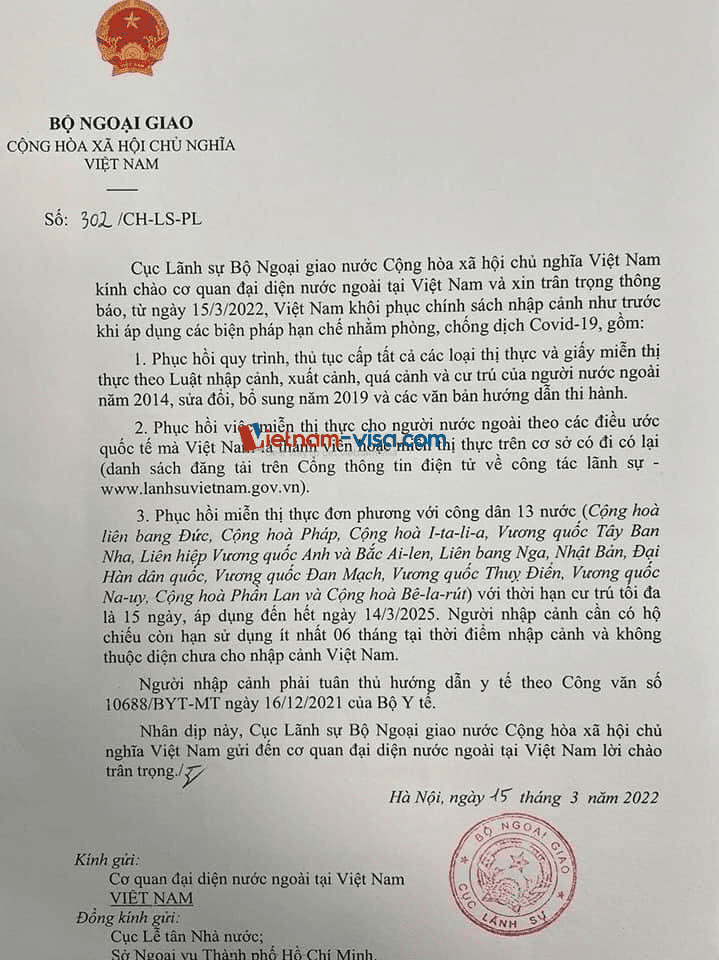 BỘ NGOẠI GIAO
CỘNG HÒA XÃ HỘI CHỦ NGHĨA
VIỆT NAM
Số: 302 /CH-LS-PL
Cục Lãnh sự Bộ Ngoại giao nước Cộng hòa xã hội chủ nghĩa Việt Nam
kính chào cơ quan đại diện nước ngoài tại Việt Nam và xin trân trọng thông
báo, từ ngày 15/3/2022, Việt Nam khôi phục chính sách nhập cảnh như trước
khi áp dụng các biện pháp hạn chế nhằm phòng, chống dịch Covid-19, gồm:
1. Phục hồi quy trình, thủ tục cấp tất cả các loại thị thực và giấy miễn thị
thực theo Luật nhập cảnh, xuất cảnh, quá cảnh và cư trú của người nước ngoài
năm 2014, sửa đổi, bổ sung năm 2019 và các văn bản hướng dẫn thi hành.
2. Phục hồi việc miễn thị thực cho người nước ngoài theo các điều ước
Vietnam-visa.com
quốc tế mà Việt Nam là thành viên hoặc miễn thị thực trên cơ sở có đi có lại
(danh sách đăng tải trên Cổng thông tin điện tử về công tác lãnh sự -
www.lanhsuvietnam.gov.vn).
3. Phục hồi miễn thị thực đơn phương với công dân 13 nước (Cộng hoà
liên bang Đức, Cộng hoà Pháp, Cộng hoà I-ta-li-a, Vương quốc Tây Ban
Nha, Liên hiệp Vương quốc Anh và Bắc Ai-len, Liên bang Nga, Nhật Bản, Đại
Hàn dân quốc, Vương quốc Đan Mạch, Vương quốc Thuỵ Điển, Vương quốc
Na-uy, Cộng hoà Phần Lan và Cộng hoà Bê-la-rút) với thời hạn cư trú tối đa
là 15 ngày, áp dụng đến hết ngày 14/3/2025. Người nhập cảnh cần có hộ
chiếu còn hạn sử dụng ít nhất 06 tháng tại thời điểm nhập cảnh và không
thuộc diện chưa cho nhập cảnh Việt Nam.
Người nhập cảnh phải tuân thủ hướng dẫn y tế theo Công văn số
10688/BYT-MT ngày 16/12/2021 của Bộ Y tế.
Nhân dịp này, Cục Lãnh sự Bộ Ngoại giao nước Cộng hòa xã hội chủ
nghĩa Việt Nam gửi đến cơ quan đại diện nước ngoài tại Việt Nam lời chào
trân trọng./
Hà Nội, ngày 15 tháng 3 năm 2022
BỘ NGOẠI GIAO
CỤC LÃNH SỰ
Kính gửi:
Cơ quan đại diện nước ngoài tại Việt Nam
VIỆT NAM
Đồng kính gửi:
Cục Lễ tân Nhà nước;
Sở Ngoại vụ Thành phố Hồ Chí Minh.